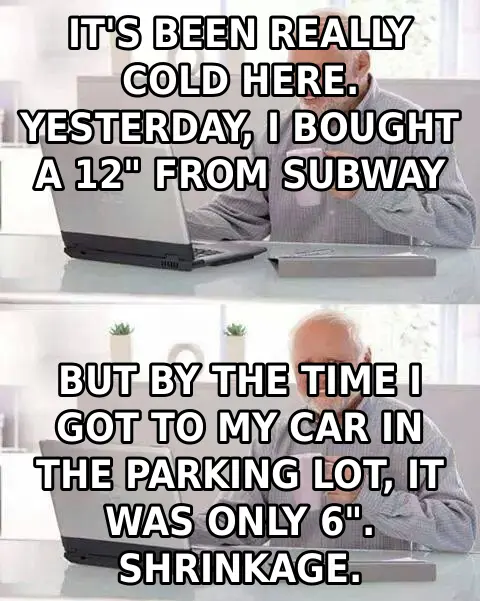 IT'S BEEN REALLY
COLD HERE.
YESTERDAY, I BOUGHT
A 12" FROM SUBWAY
BUT BY THE TIME I
GOT TO MY CAR IN
THE PARKING LOT, IT
WAS ONLY 6".
SHRINKAGE.